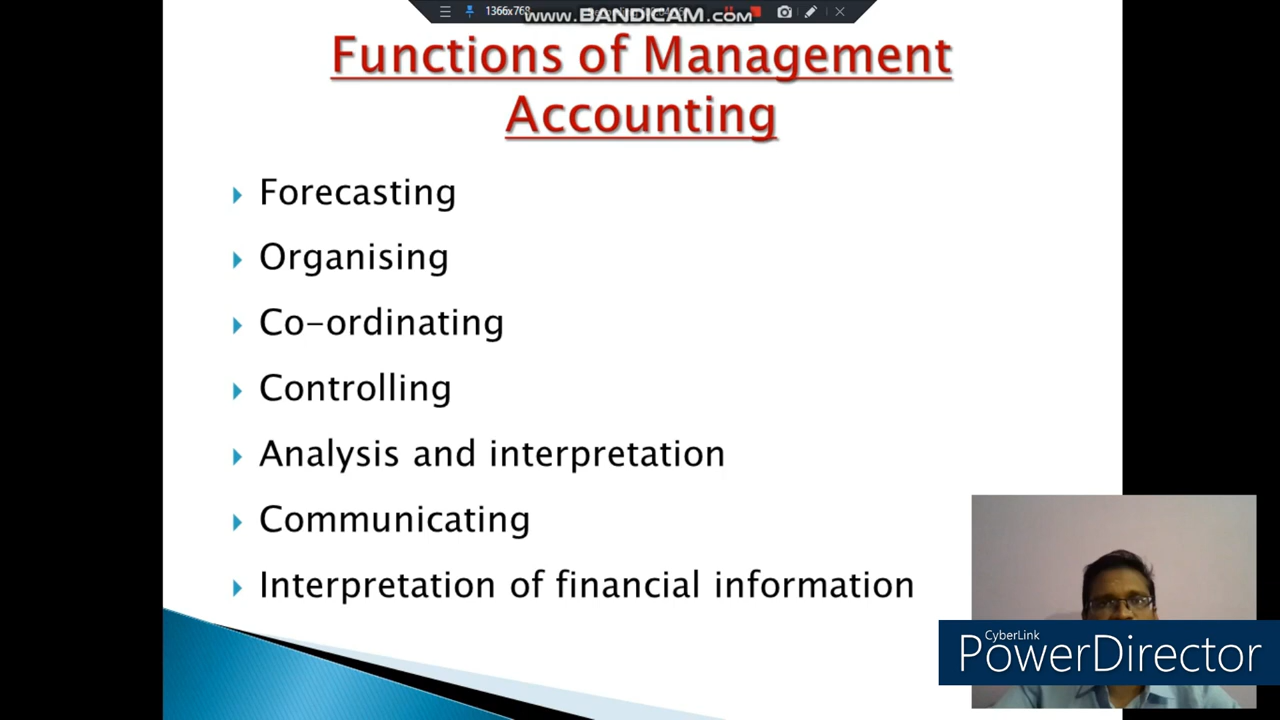 1366x768
www.BANDICAM.com
Functions of Management
Accounting
Forecasting
Organising
Co-ordinating
Controlling
Analysis and interpretation
Communicating
Interpretation of financial information
CyberLink
PowerDirector